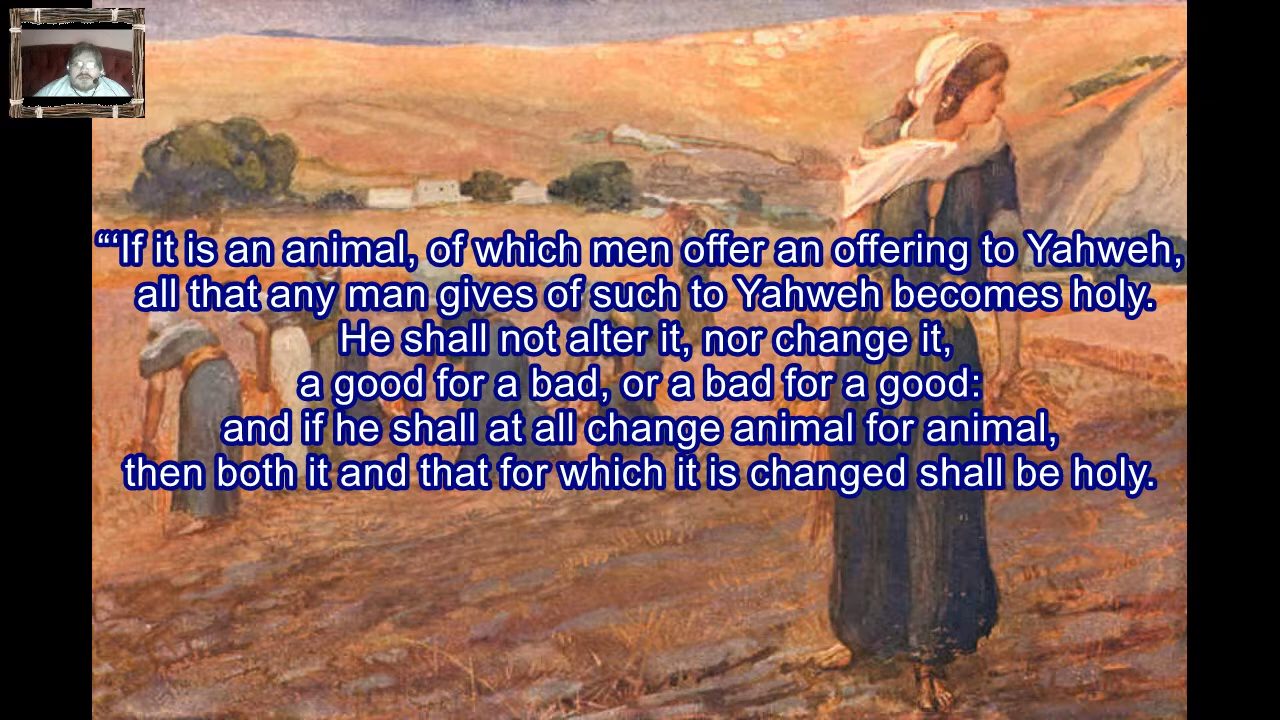 “‘If it is an animal, of which men offer an offering to Yahweh,
all that any man gives of such to Yahweh becomes holy.
He shall not alter it, nor change it,
a good for a bad, or a bad for a good:
and if he shall at all change animal for animal,
then both it and that for which it is changed shall be holy.